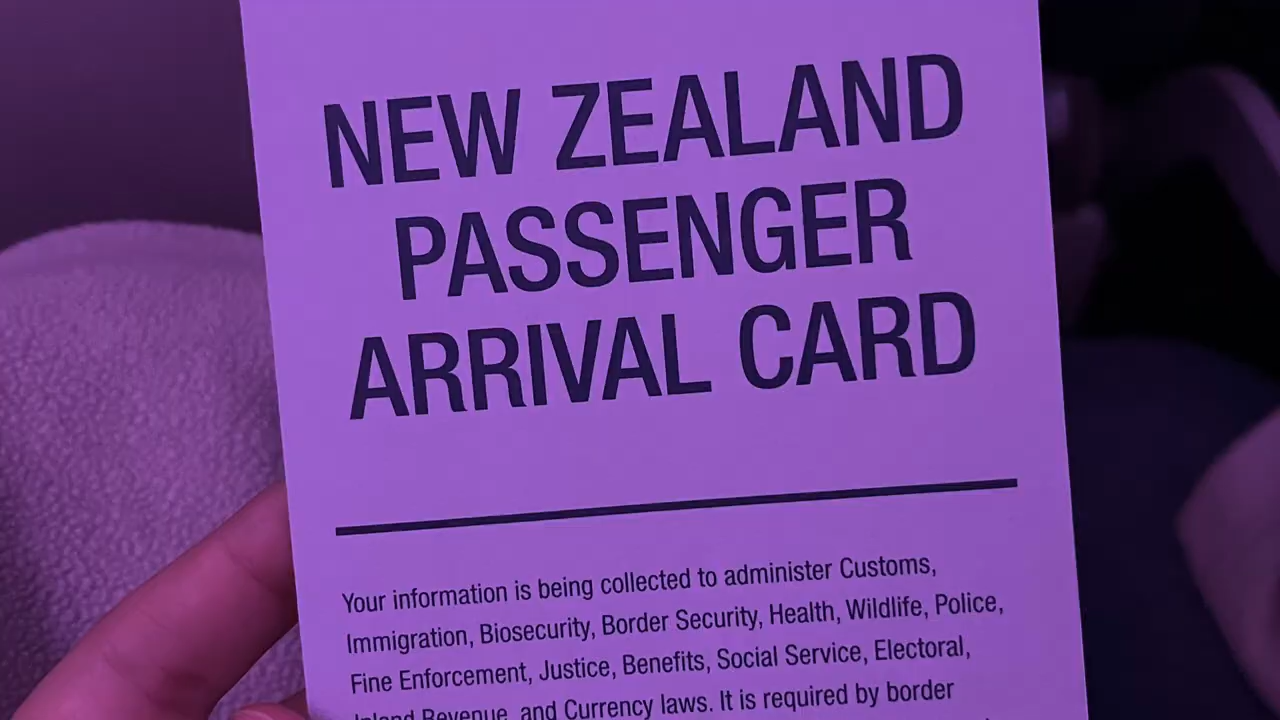 NEW ZEALAND
PASSENGER
ARRIVAL CARD
Your information is being collected to administer Customs,
Immigration, Biosecurity, Border Security, Health, Wildlife, Police,
Fine Enforcement, Justice, Benefits, Social Service, Electoral,
Inland Revenue, and Currency laws. It is required by border